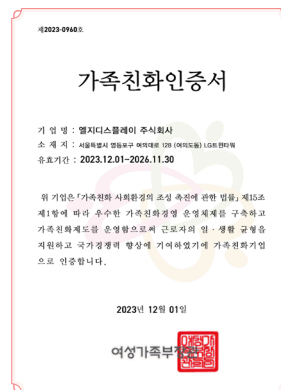 제2023-0960호
가족친화인증서
기 업 명 : 엘지디스플레이 주식회사
소 재 지 : 서울특별시 영등포구 여의대로 128 (여의도동) LG트윈타워
유효기간 : 2023.12.01~2026.11.30
위 기업은 「가족친화 사회환경의 조성 촉진에 관한 법률」 제15조
제1항에 따라 우수한 가족친화경영 운영체제를 구축하고
가족친화제도를 운영함으로써 근로자의 일 · 생활 균형을
지원하고 국가경쟁력 향상에 기여하였기에 가족친화기업
으로 인증합니다.
2023년 12월 01일
여성가족부장관